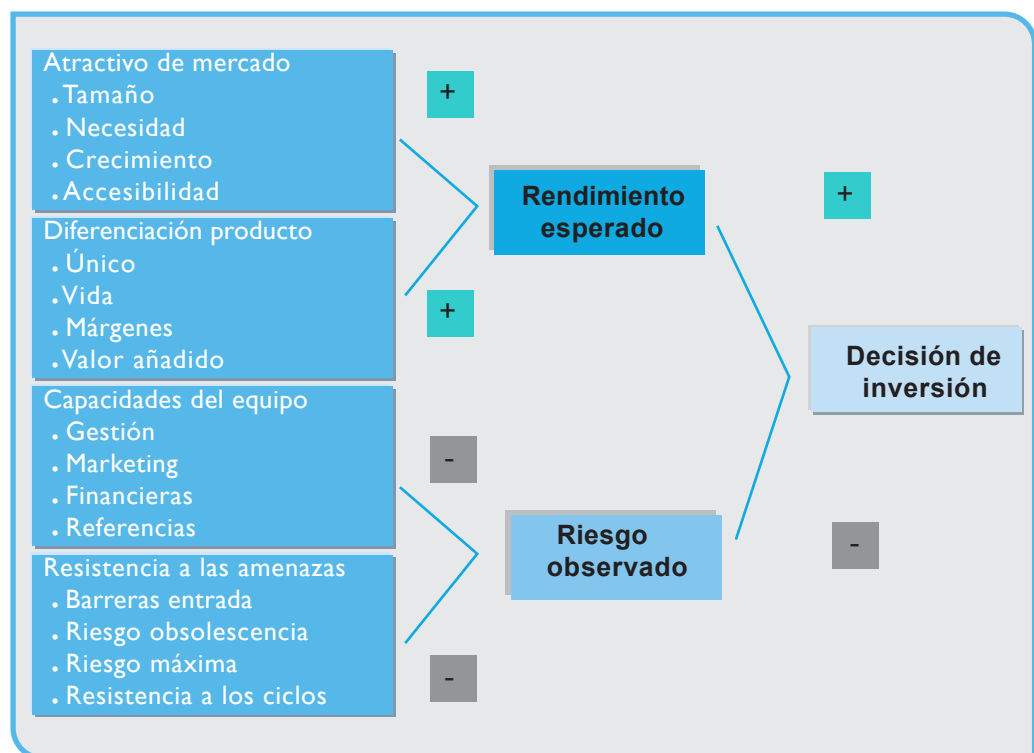 Atractivo de mercado
. Tamaño
. Necesidad
. Crecimiento
. Accesibilidad
+
Diferenciación producto
. Único
. Vida
. Márgenes
. Valor añadido
+
Capacidades del equipo
. Gestión
. Marketing
. Financieras
. Referencias
-
Resistencia a las amenazas
. Barreras entrada
. Riesgo obsolescencia
. Riesgo máxima
. Resistencia a los ciclos
-
Rendimiento
esperado
+
Riesgo
observado
-
Decisión de
inversión